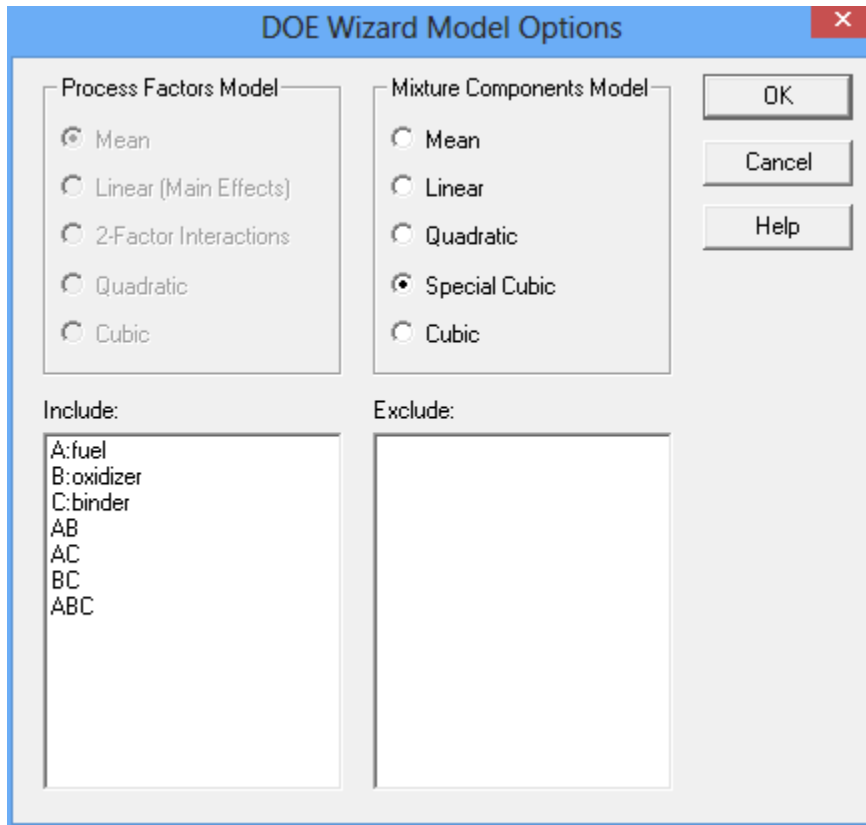 DOE Wizard Model Options
Process Factors Model
Mean
Linear (Main Effects)
2-Factor Interactions
Quadratic
Cubic
Mixture Components Model
Mean
Linear
Quadratic
Special Cubic
Cubic
OK
Cancel
Help
Include:
A:fuel
B:oxidizer
C:binder
AB
AC
BC
ABC
Exclude: